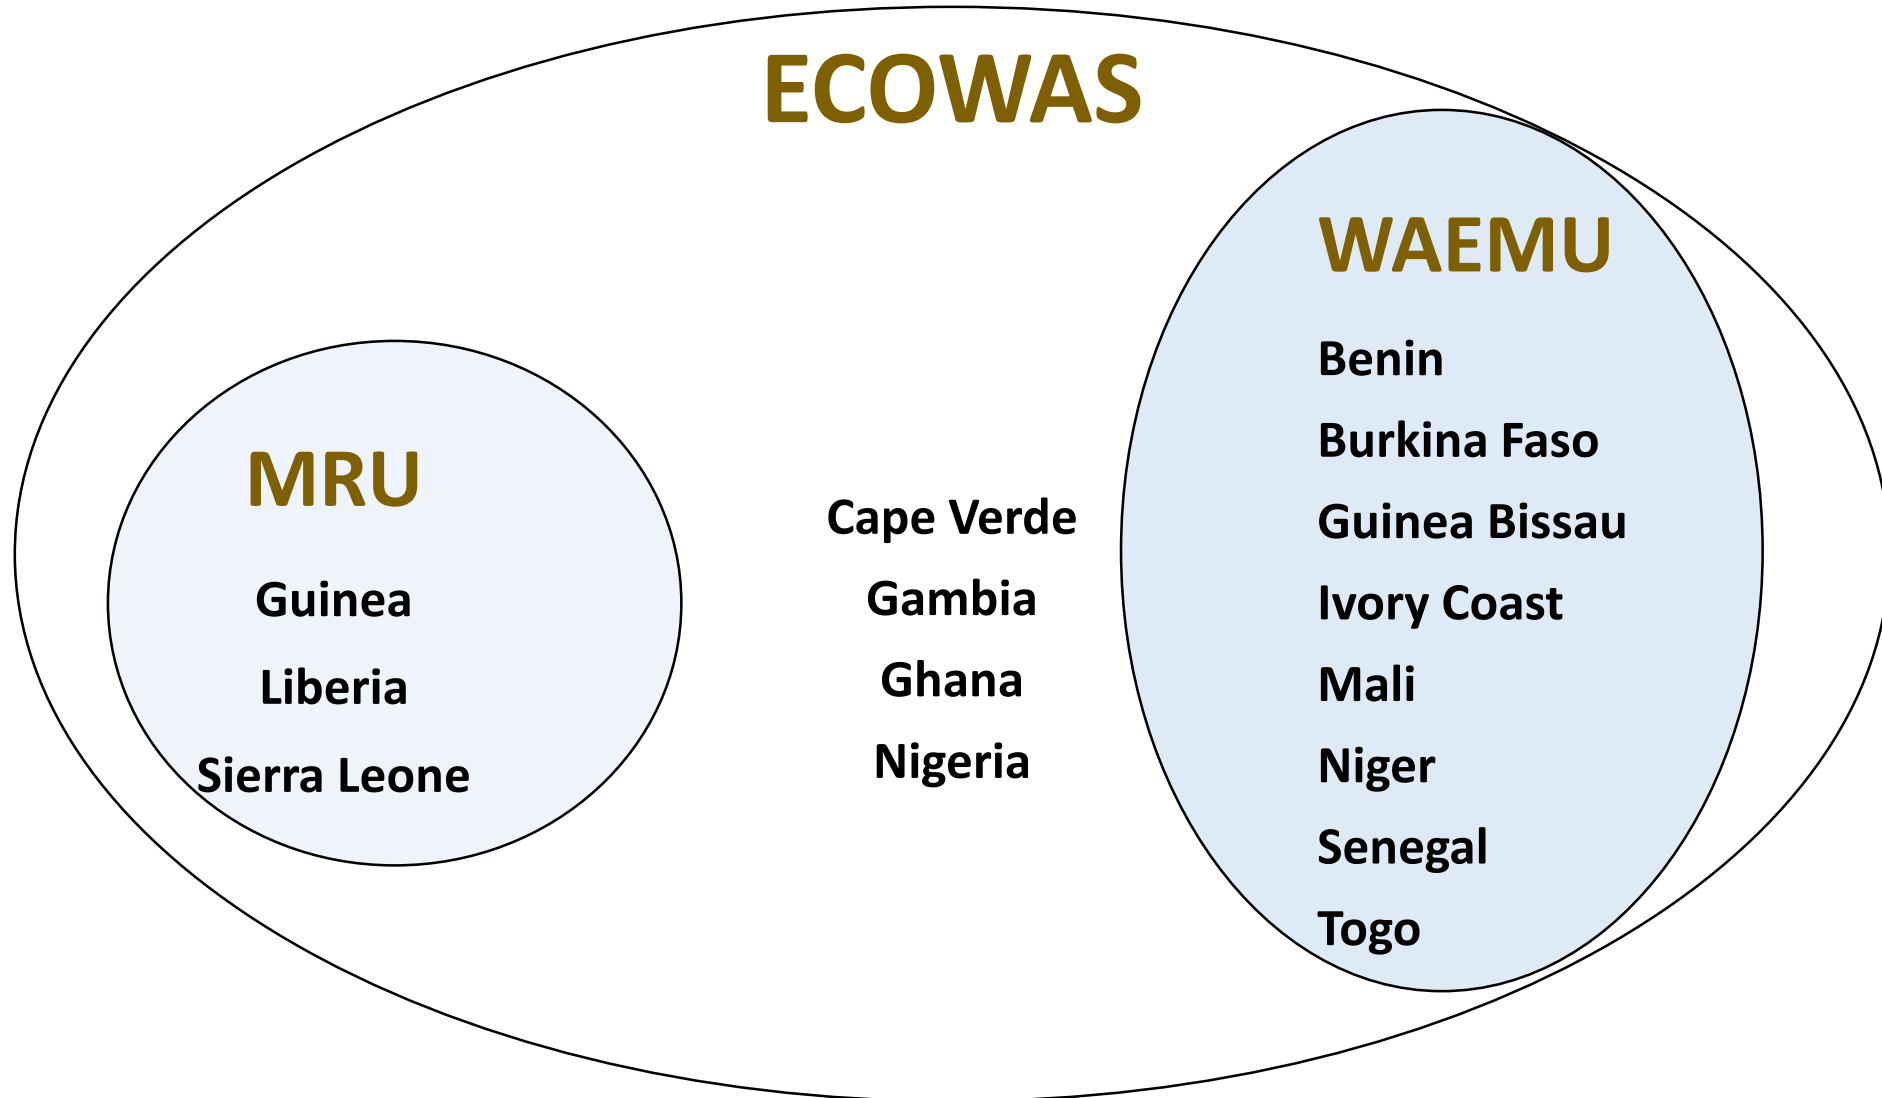 ECOWAS
MRU
Guinea
Liberia
Sierra Leone
Cape Verde
Gambia
Ghana
Nigeria
WAEMU
Benin
Burkina Faso
Guinea Bissau
Ivory Coast
Mali
Niger
Senegal
Togo